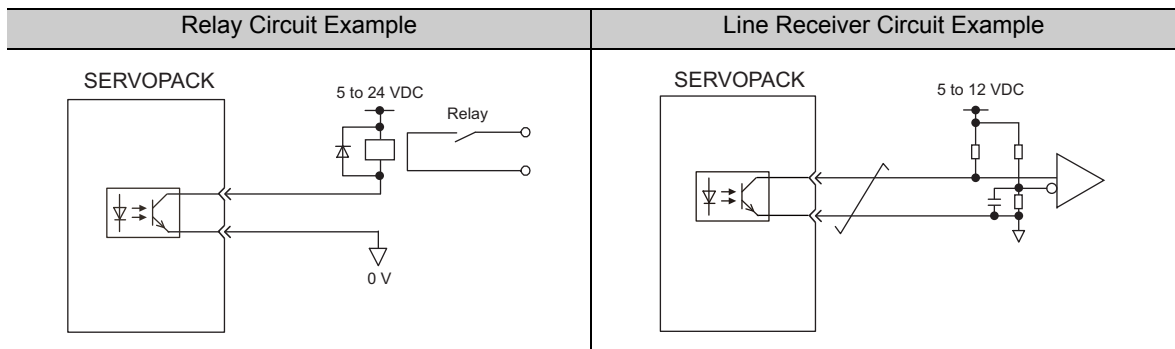 Relay Circuit Example
Line Receiver Circuit Example
SERVOPACK
5 to 24 VDC
Relay
0 V
SERVOPACK
5 to 12 VDC